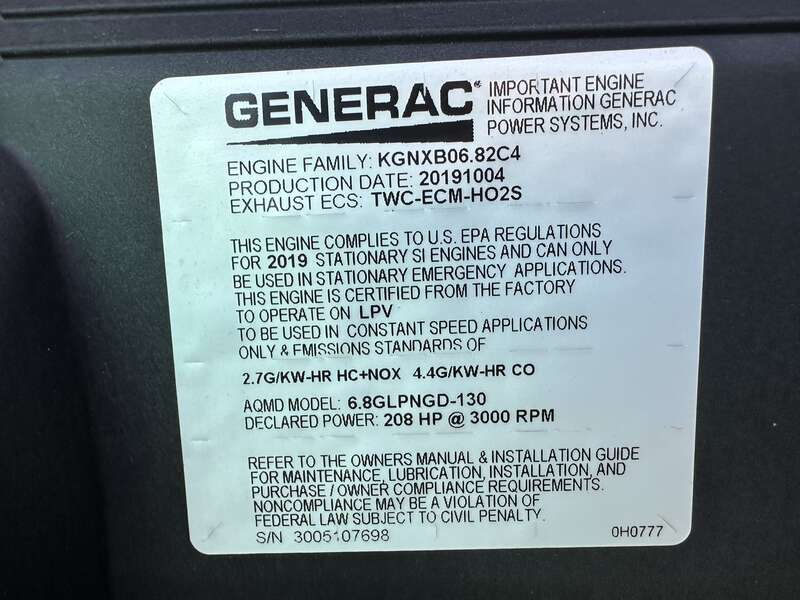 GENERAC® IMPORTANT ENGINE
INFORMATION GENERAC
POWER SYSTEMS, INC.
ENGINE FAMILY: KGNXB06.82C4
PRODUCTION DATE: 20191004
EXHAUST ECS: TWC-ECM-HO2S
THIS ENGINE COMPLIES TO U.S. EPA REGULATIONS
FOR 2019 STATIONARY SI ENGINES AND CAN ONLY
BE USED IN STATIONARY EMERGENCY APPLICATIONS.
THIS ENGINE IS CERTIFIED FROM THE FACTORY
TO OPERATE ON LPV
TO BE USED IN CONSTANT SPEED APPLICATIONS
ONLY & EMISSIONS STANDARDS OF
2.7G/KW-HR HC+NOX 4.4G/KW-HR CO
AQMD MODEL: 6.8GLPNGD-130
DECLARED POWER: 208 HP @ 3000 RPM
REFER TO THE OWNERS MANUAL & INSTALLATION GUIDE
FOR MAINTENANCE, LUBRICATION, INSTALLATION, AND
PURCHASE / OWNER COMPLIANCE REQUIREMENTS.
NONCOMPLIANCE MAY BE A VIOLATION OF
FEDERAL LAW SUBJECT TO CIVIL PENALTY.
S/N 3005107698 0H0777